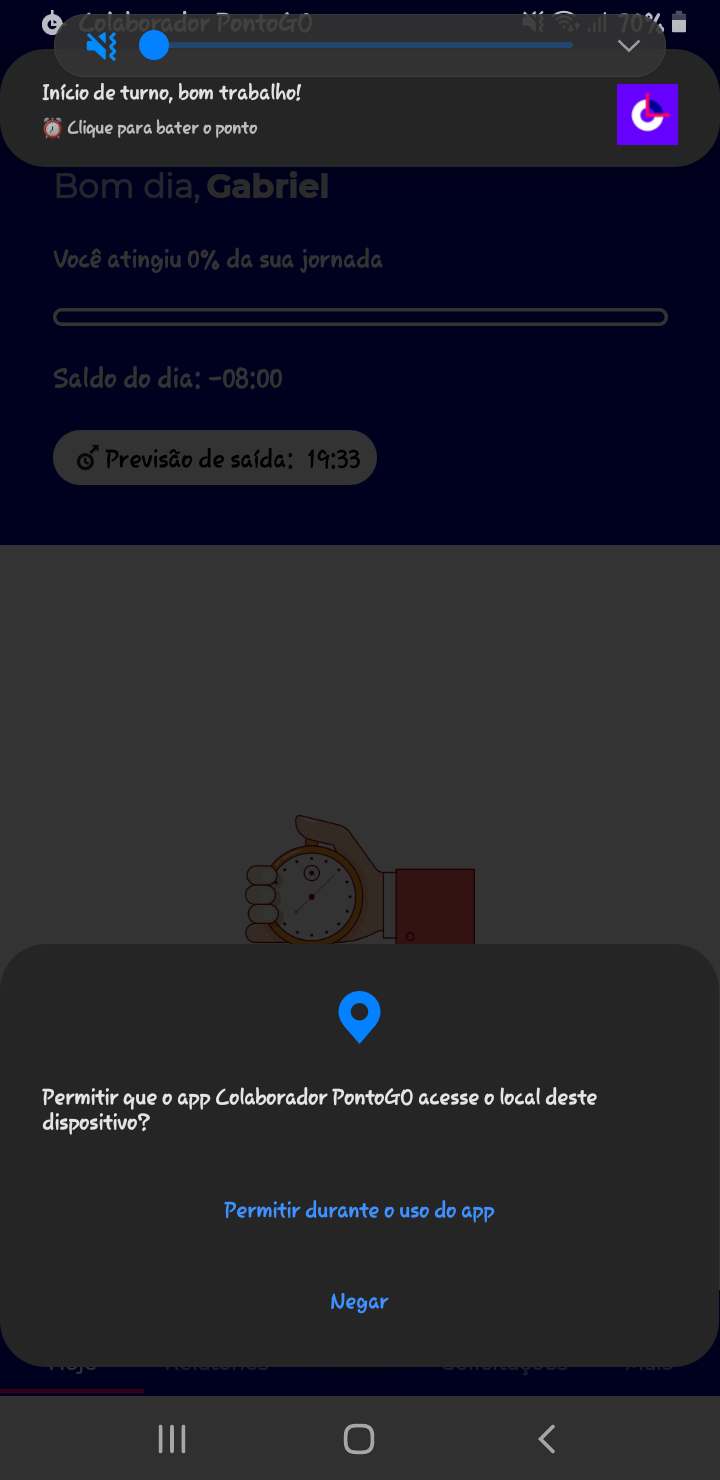 Colaborador PontoGO
70%
Início de turno, bom trabalho!
⏰ Clique para bater o ponto
Bom dia, Gabriel
Você atingiu 0% da sua jornada
Saldo do dia: -08:00
Previsão de saída: 19:33
Permitir que o app Colaborador PontoGO acesse o local deste
dispositivo?
Permitir durante o uso do app
Negar
Hoje Relatórios Solicitações Mais